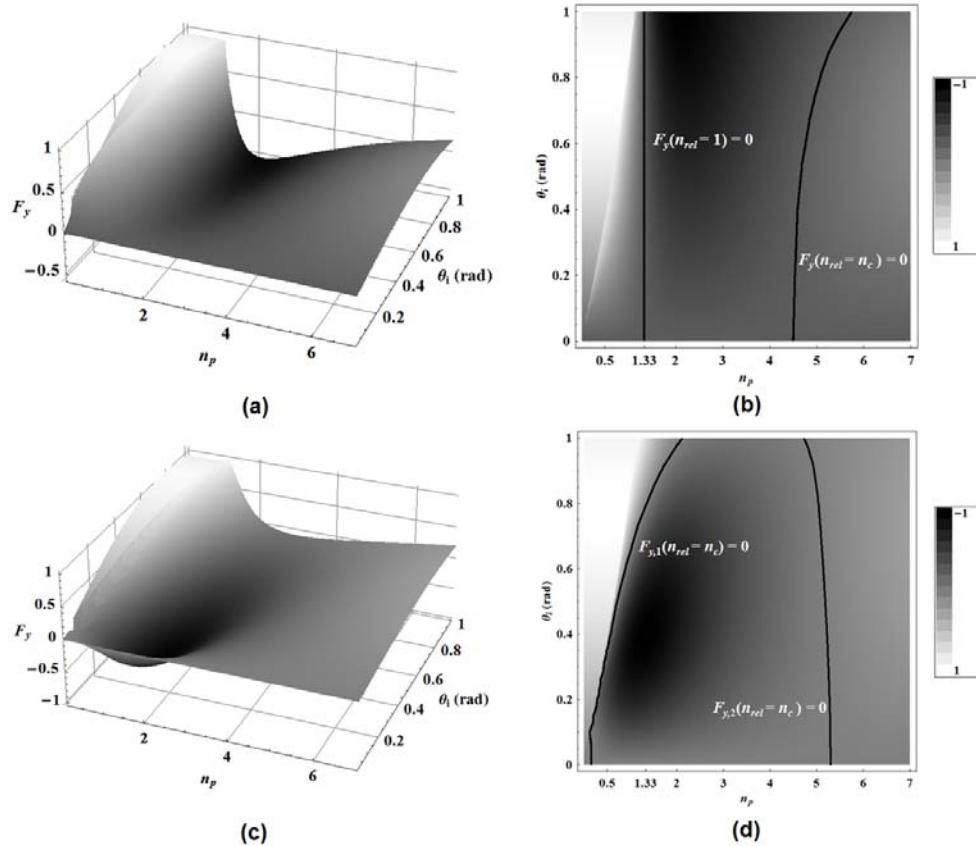 1
0.5
F_y 0
−0.5
2
4
6
n_p
0.2
0.4
0.6
0.8
1
θ_i (rad)
(a)
1
0.8
0.6
0.4
0.2
0
θ_i (rad)
F_y(n_rel = 1) = 0
F_y(n_rel = n_c ) = 0
0.5 1.33 2 3 4 5 6 7
n_p
−1
1
(b)
1
0.5
F_y 0
−0.5
−1
2
4
6
n_p
0.2
0.4
0.6
0.8
1
θ_i (rad)
(c)
1
0.8
0.6
0.4
0.2
0
θ_i (rad)
F_y,1(n_rel = n_c) = 0
F_y,2(n_rel = n_c) = 0
0.5 1.33 2 3 4 5 6 7
n_p
−1
1
(d)